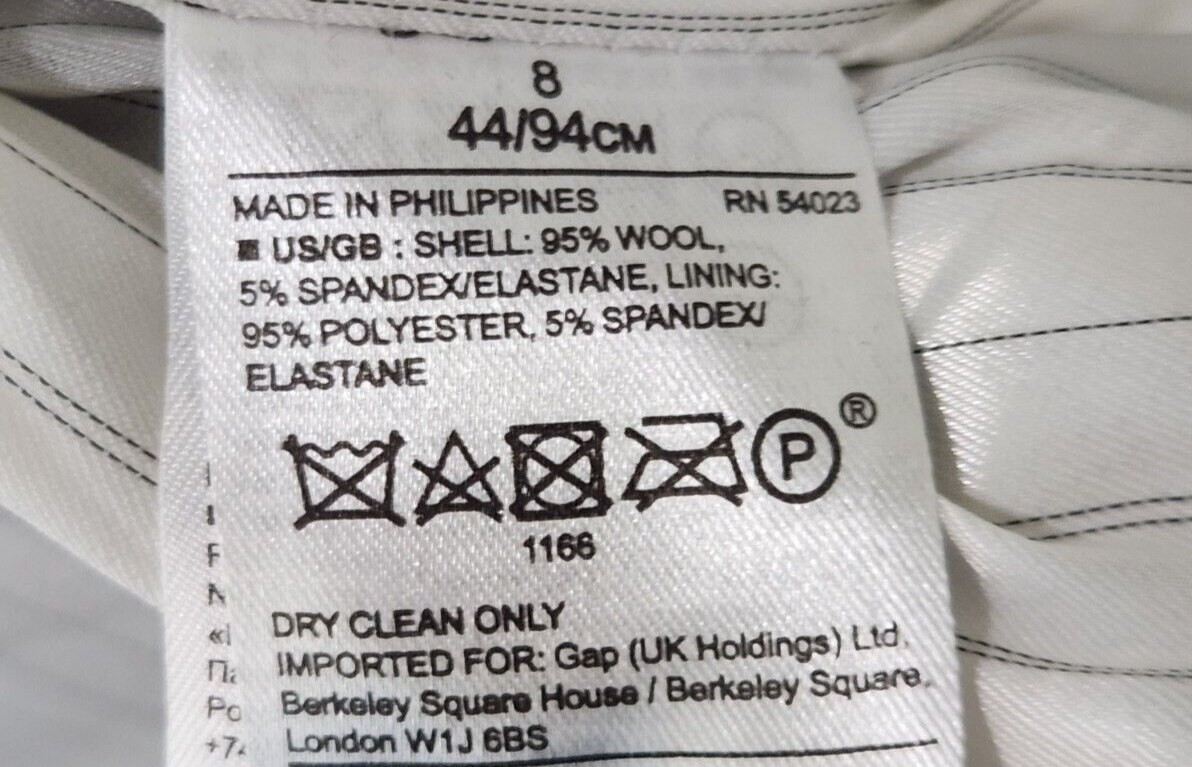 8
44/94CM
MADE IN PHILIPPINES RN 54023
US/GB : SHELL: 95% WOOL,
5% SPANDEX/ELASTANE, LINING:
95% POLYESTER, 5% SPANDEX/
ELASTANE
P ®
1166
DRY CLEAN ONLY
IMPORTED FOR: Gap (UK Holdings) Ltd.
Berkeley Square House / Berkeley Square,
London W1J 6BS